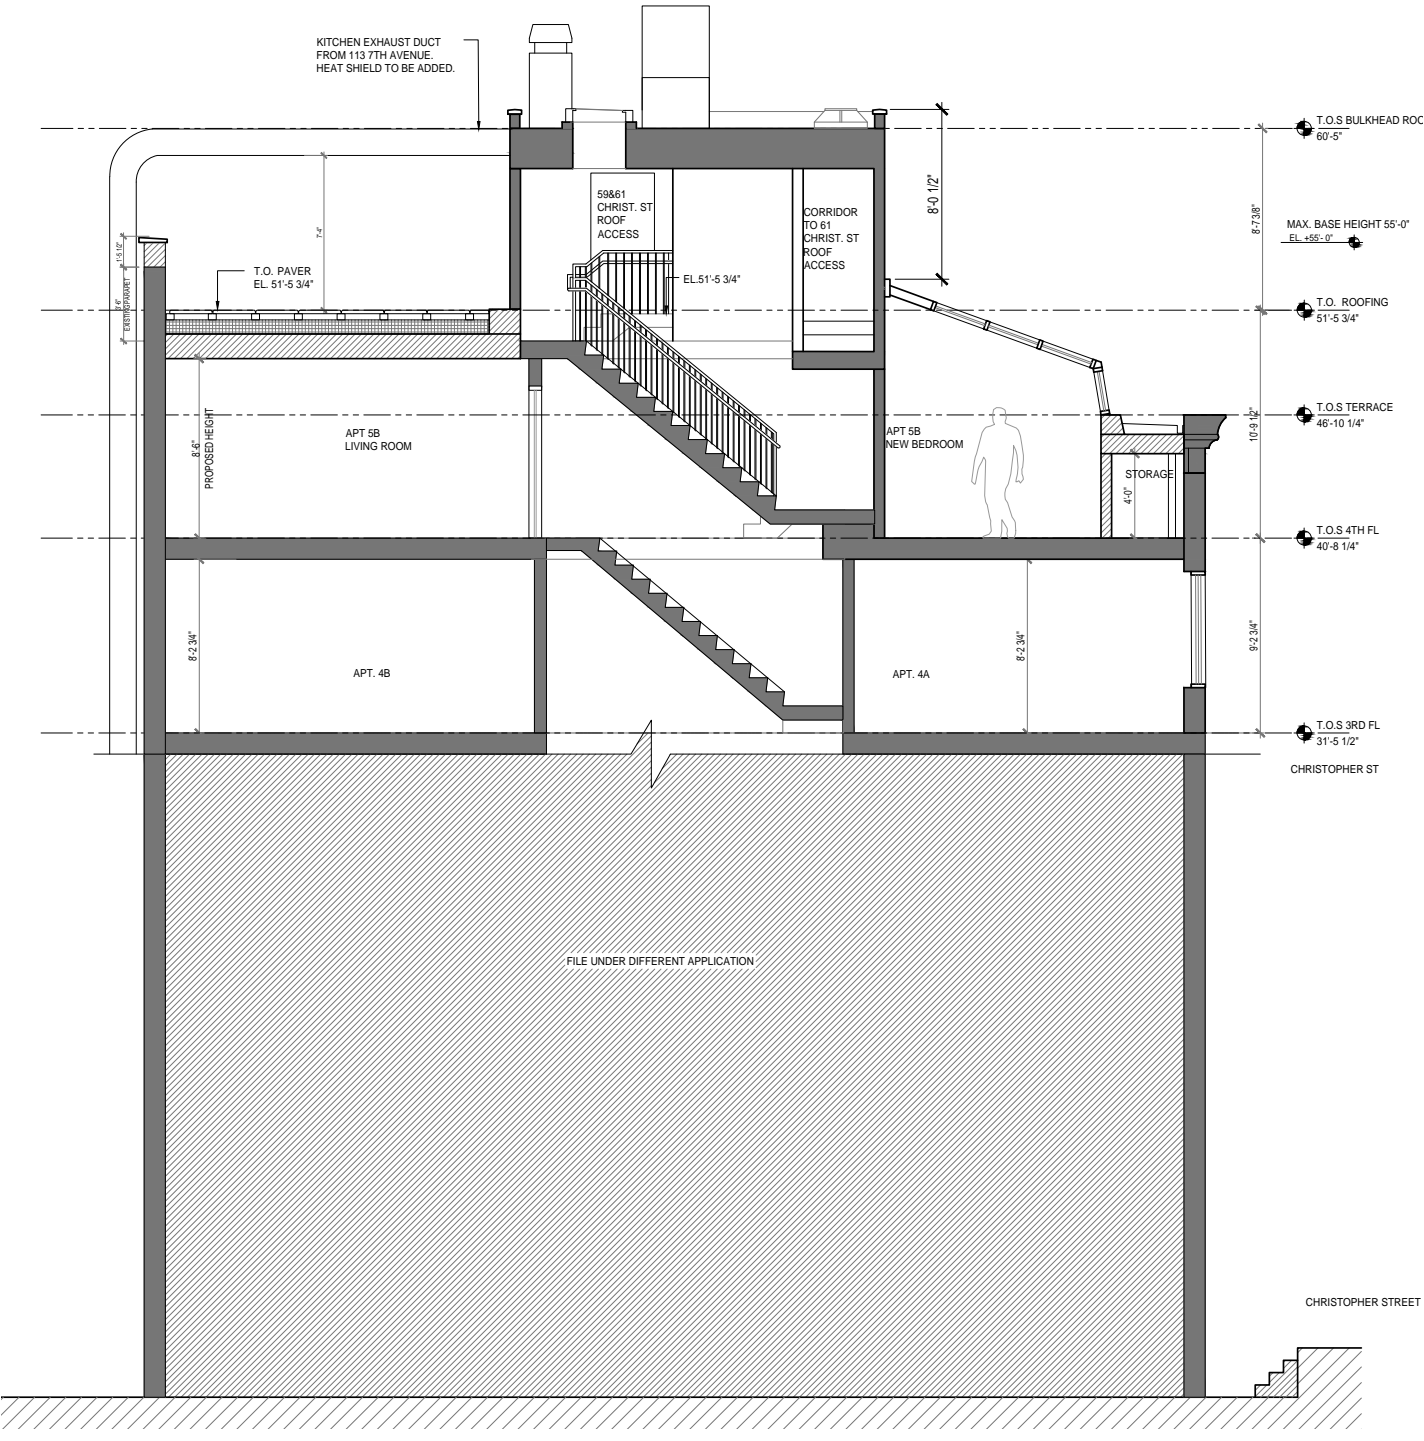 KITCHEN EXHAUST DUCT
FROM 113 7TH AVENUE.
HEAT SHIELD TO BE ADDED.
T.O.S BULKHEAD ROO
60'-5"
8'-0 1/2"
59&61
CHRIST. ST
ROOF
ACCESS
CORRIDOR
TO 61
CHRIST. ST
ROOF
ACCESS
8'-7 3/8"
MAX. BASE HEIGHT 55'-0"
EL. +55'- 0"
7'-4"
1'-5 1/2"
T.O. PAVER
EL. 51'-5 3/4"
EL.51'-5 3/4"
3'-6"
EXISTING PARAPET
T.O. ROOFING
51'-5 3/4"
T.O.S TERRACE
46'-10 1/4"
10'-9 1/2"
8'-6"
PROPOSED HEIGHT
APT 5B
LIVING ROOM
APT 5B
NEW BEDROOM
STORAGE
4'-0"
T.O.S 4TH FL
40'-8 1/4"
8'-2 3/4"
8'-2 3/4"
9'-2 3/4"
APT. 4B
APT. 4A
T.O.S 3RD FL
31'-5 1/2"
CHRISTOPHER ST
FILE UNDER DIFFERENT APPLICATION
CHRISTOPHER STREET